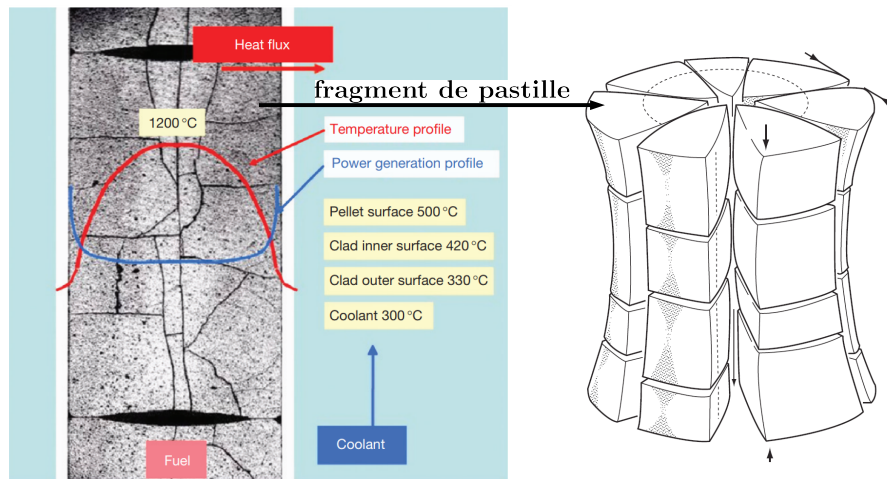 Heat flux
fragment de pastille
1200 °C
Temperature profile
Power generation profile
Pellet surface 500 °C
Clad inner surface 420 °C
Clad outer surface 330 °C
Coolant 300 °C
Coolant
Fuel